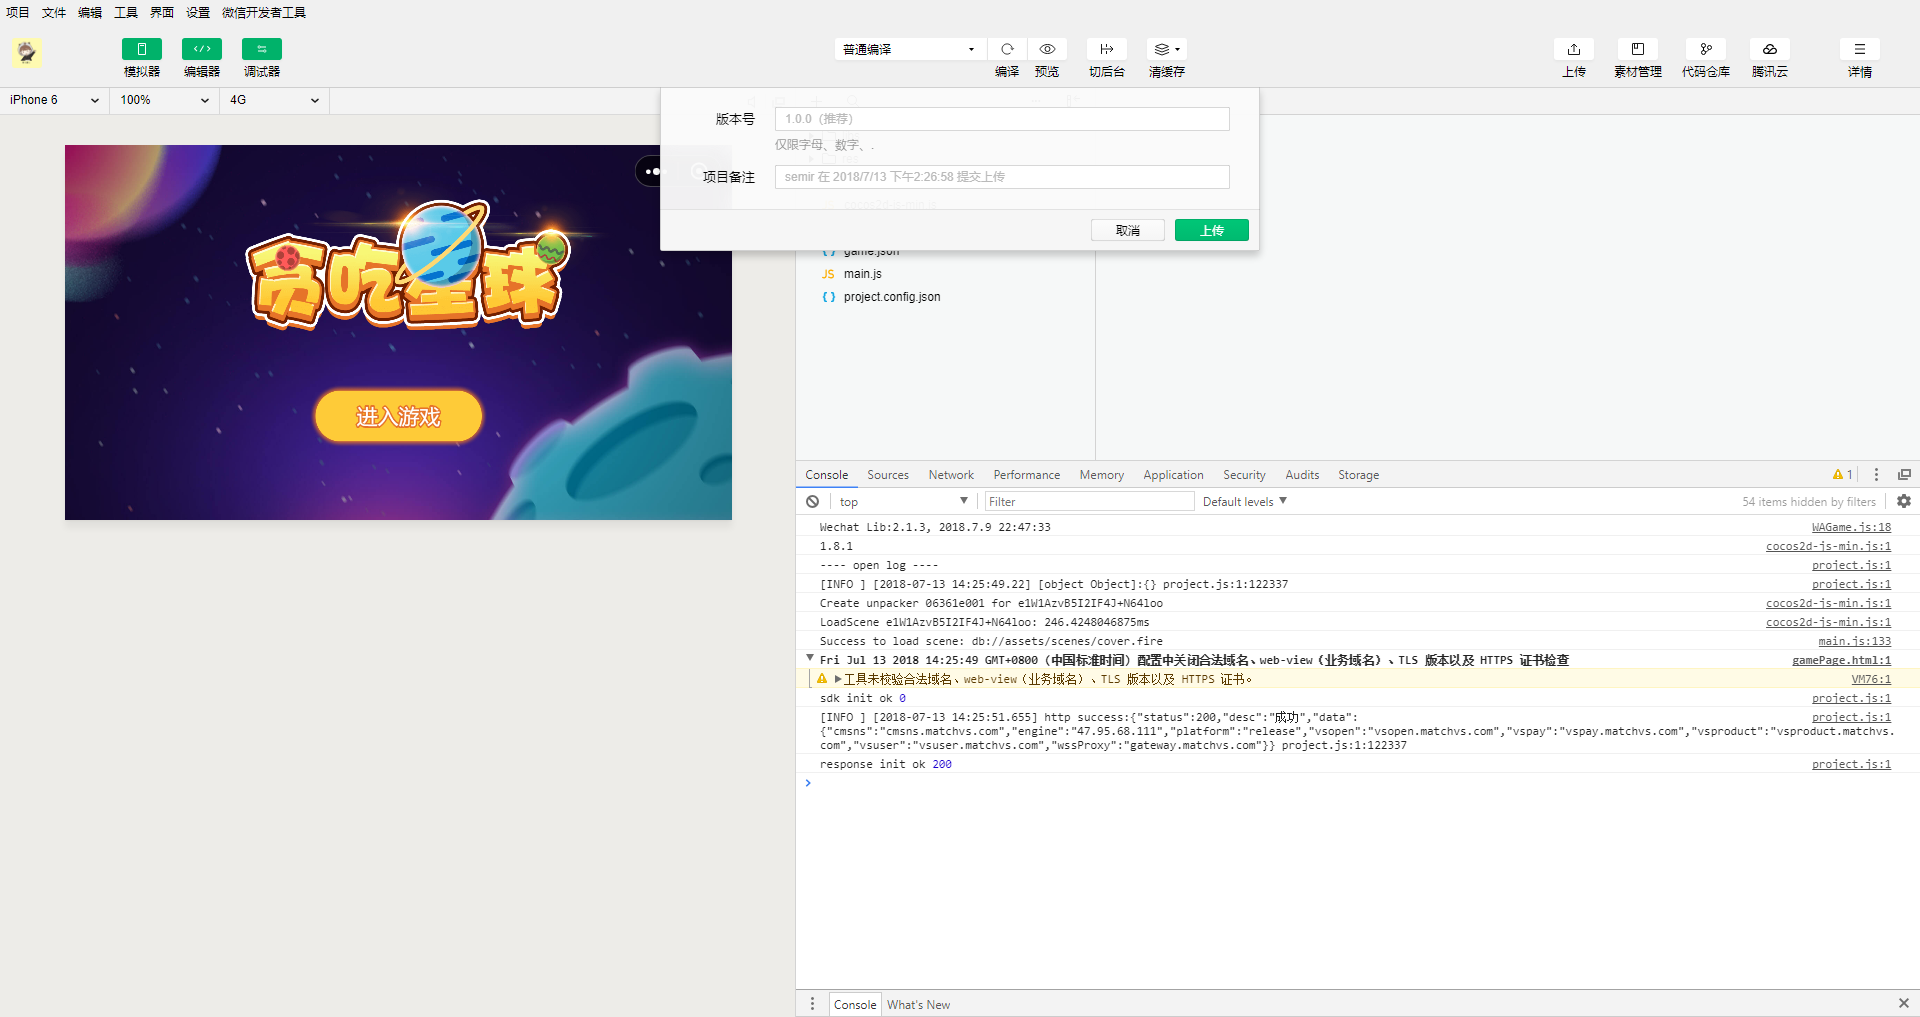 项目 文件 编辑 工具 界面 设置 微信开发者工具
模拟器 编辑器 调试器
普通编译
编译 预览 切后台 清缓存
上传 素材管理 代码仓库 腾讯云 详情
iPhone 6 100% 4G
版本号 1.0.0（推荐）
仅限字母、数字、.
项目备注 semir 在 2018/7/13 下午2:26:58 提交上传
取消 上传
贪吃星球
进入游戏
game.json
JS main.js
{ } project.config.json
Console Sources Network Performance Memory Application Security Audits Storage 1
top Filter Default levels 54 items hidden by filters
Wechat Lib:2.1.3, 2018.7.9 22:47:33 WAGame.js:18
1.8.1 cocos2d-js-min.js:1
---- open log ---- project.js:1
[INFO ] [2018-07-13 14:25:49.22] [object Object]:{} project.js:1:122337 project.js:1
Create unpacker 06361e001 for e1W1AzvB5I2IF4J+N64loo cocos2d-js-min.js:1
LoadScene e1W1AzvB5I2IF4J+N64loo: 246.4248046875ms cocos2d-js-min.js:1
Success to load scene: db://assets/scenes/cover.fire main.js:133
Fri Jul 13 2018 14:25:49 GMT+0800 (中国标准时间) 配置中关闭合法域名、web-view（业务域名）、TLS 版本以及 HTTPS 证书检查 gamePage.html:1
工具未校验合法域名、web-view（业务域名）、TLS 版本以及 HTTPS 证书。 VM76:1
sdk init ok 0 project.js:1
[INFO ] [2018-07-13 14:25:51.655] http success:{"status":200,"desc":"成功","data": project.js:1
{"cmsns":"cmsns.matchvs.com","engine":"47.95.68.111","platform":"release","vsopen":"vsopen.matchvs.com","vspay":"vspay.matchvs.com","vsproduct":"vsproduct.matchvs.
com","vsuser":"vsuser.matchvs.com","wssProxy":"gateway.matchvs.com"}} project.js:1:122337
response init ok 200 project.js:1
Console What's New